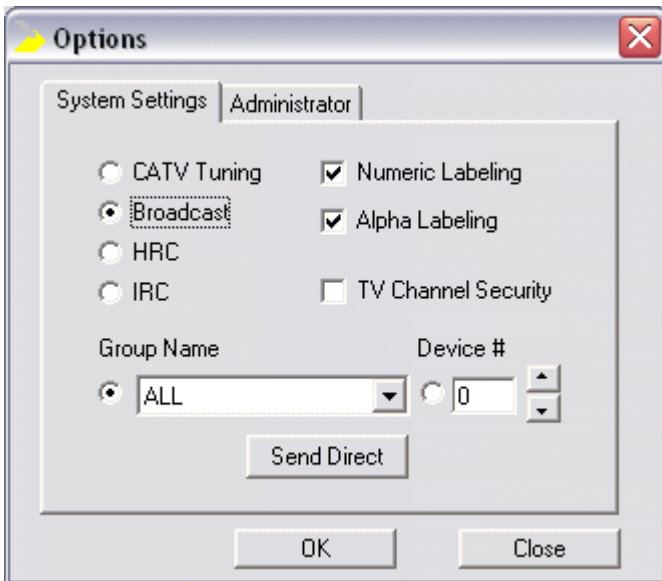 Options
System Settings
Administrator
CATV Tuning
Numeric Labeling
Broadcast
Alpha Labeling
HRC
IRC
TV Channel Security
Group Name
Device #
ALL
0
Send Direct
OK
Close